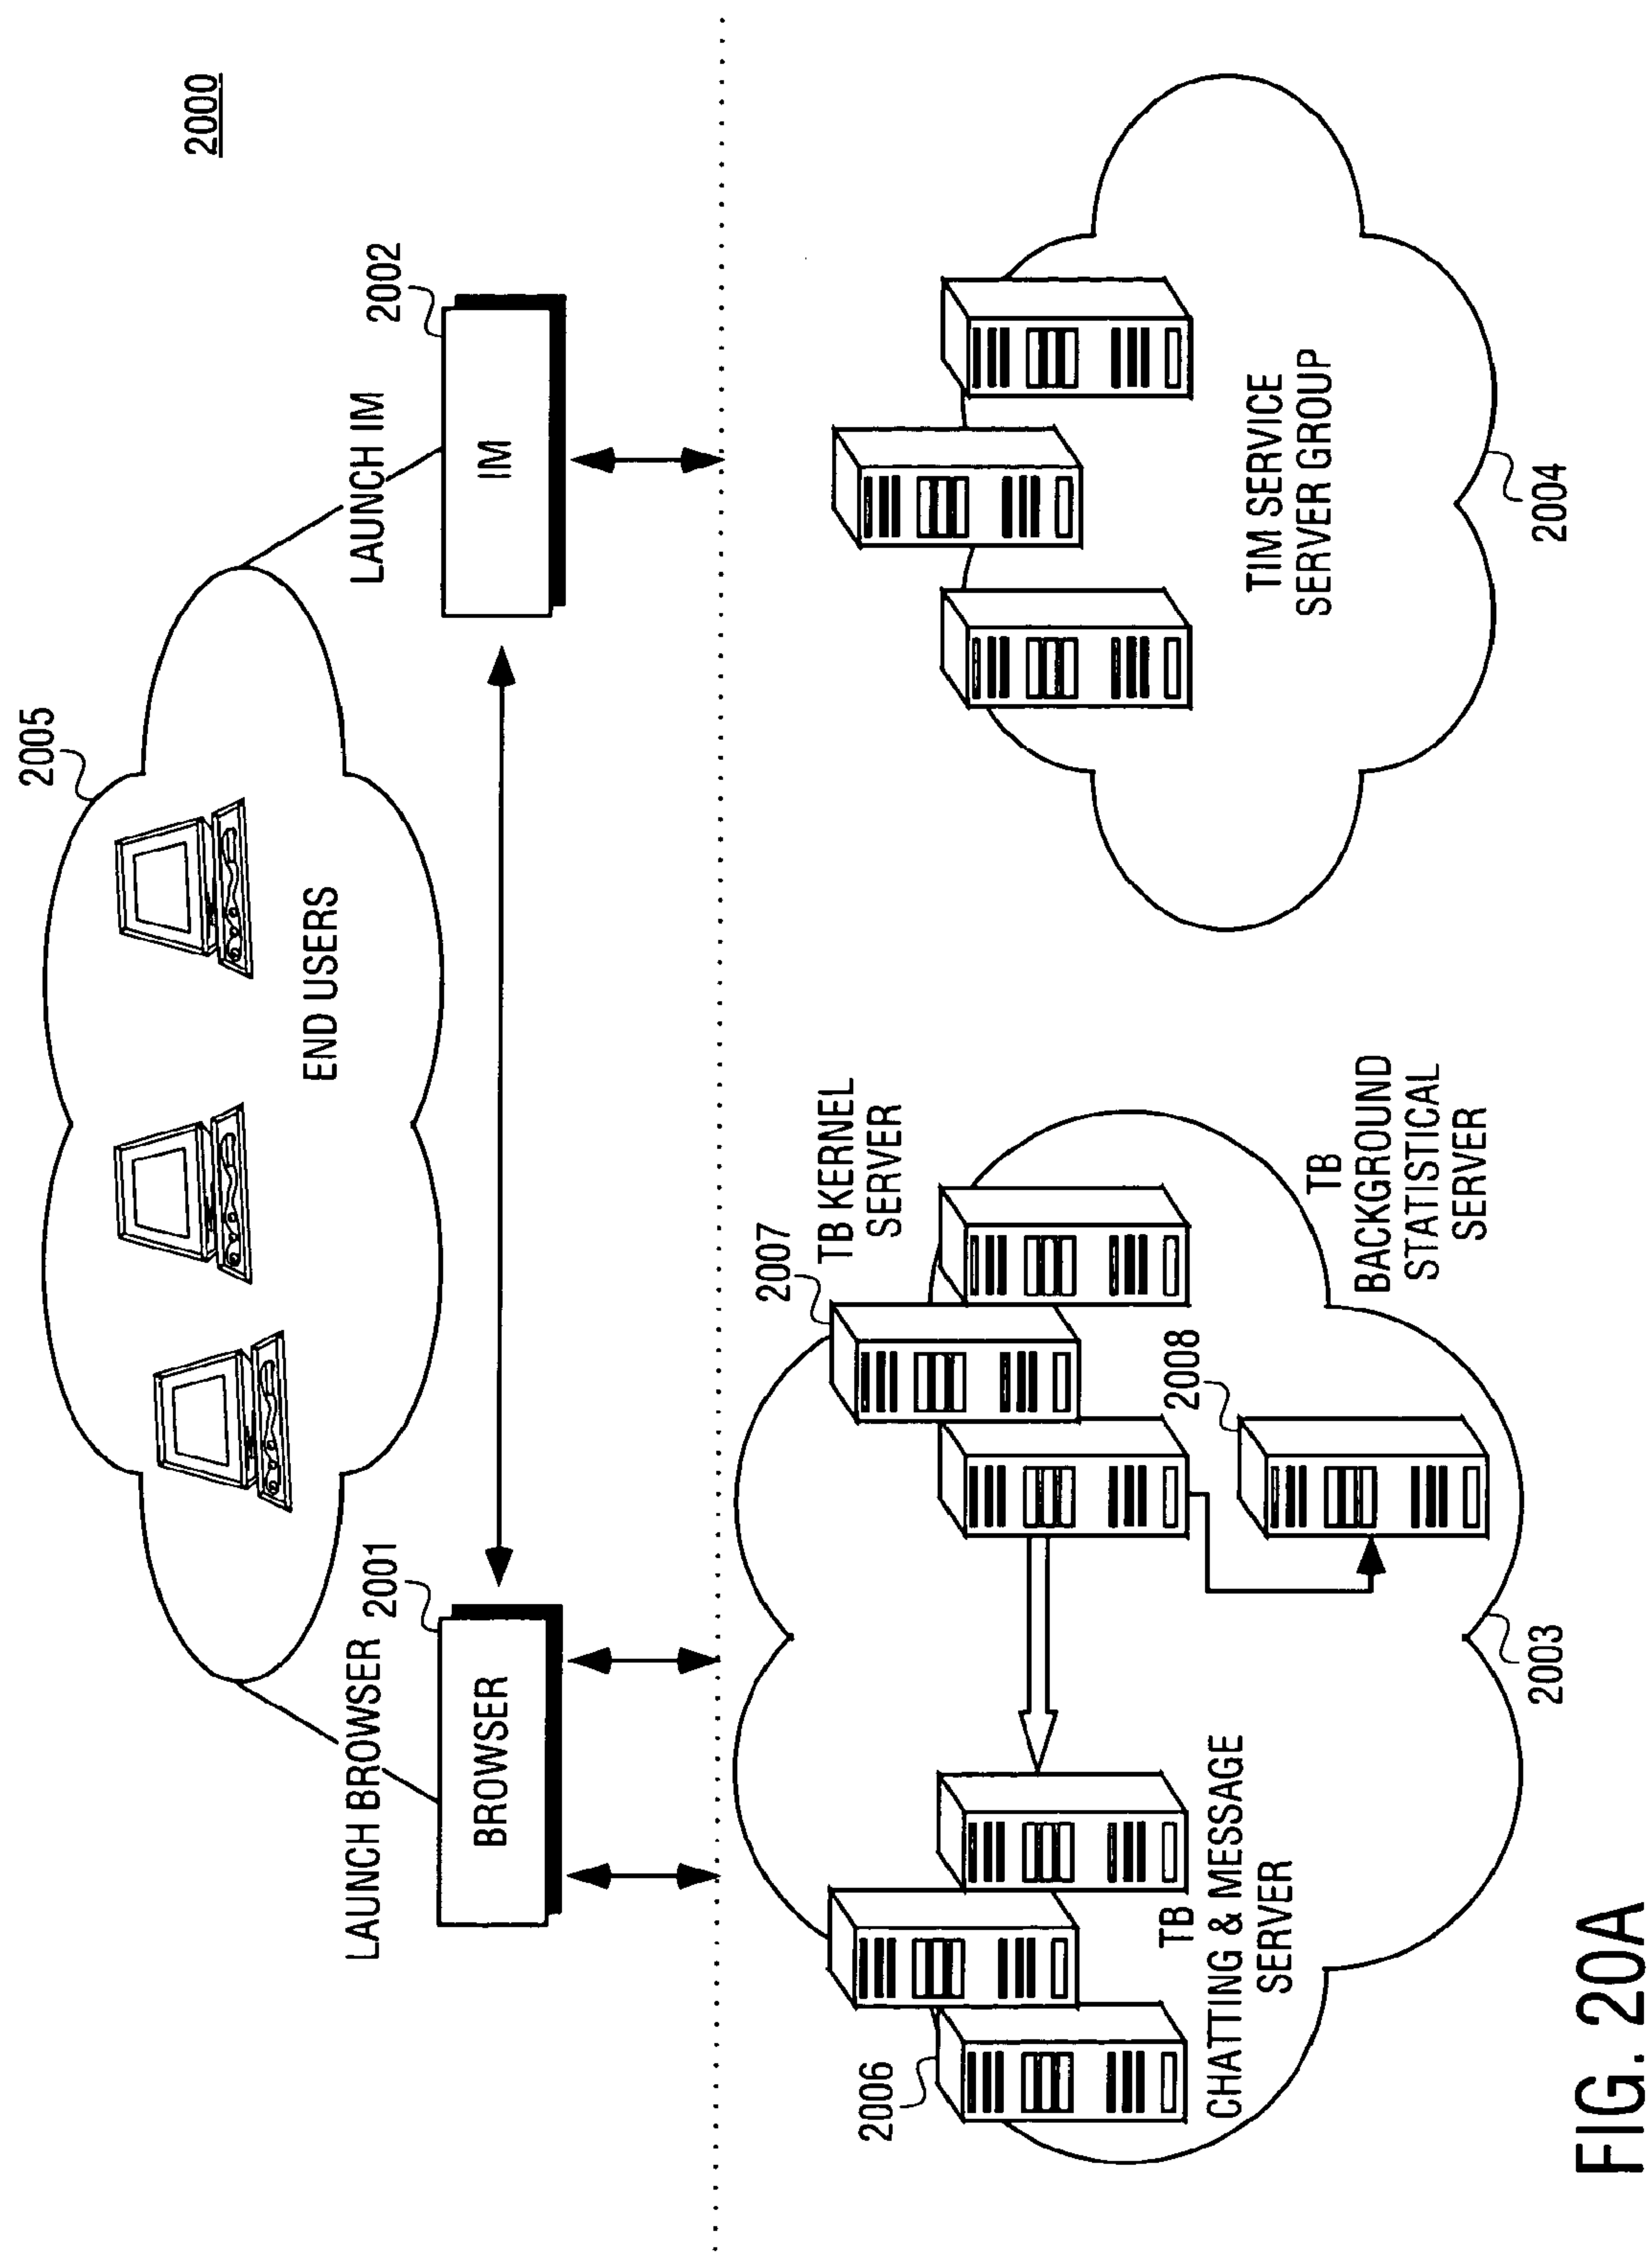 2000
2005
END USERS
LAUNCH BROWSER
2001
BROWSER
LAUNCH IM
2002
IM
2007
TB KERNEL
SERVER
2006
TB
CHATTING & MESSAGE
SERVER
2008
TB
BACKGROUND
STATISTICAL
SERVER
2003
TIM SERVICE
SERVER GROUP
2004
FIG. 20A